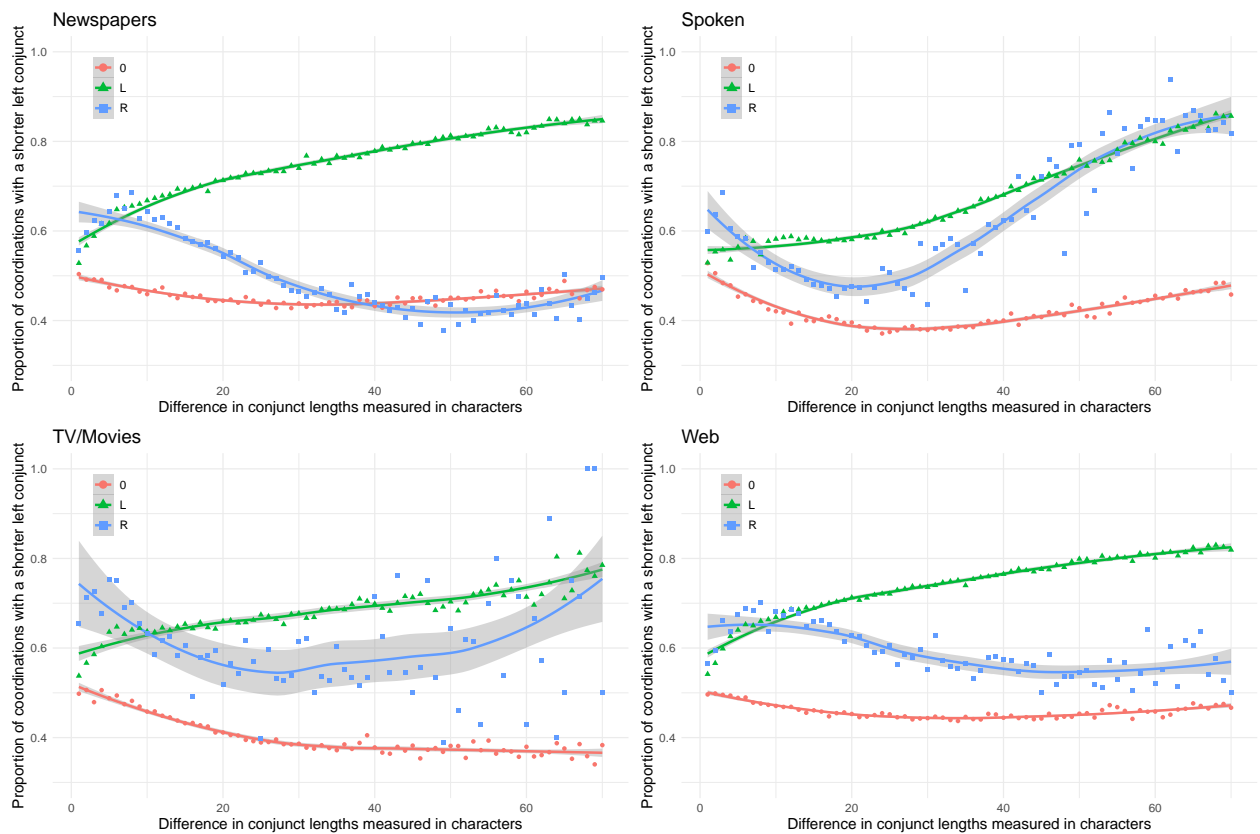 Newspapers
Proportion of coordinations with a shorter left conjunct
1.0
0.8
0.6
0.4
0
L
R
0
20
40
60
Difference in conjunct lengths measured in characters
Spoken
Proportion of coordinations with a shorter left conjunct
1.0
0.8
0.6
0.4
0
L
R
0
20
40
60
Difference in conjunct lengths measured in characters
TV/Movies
Proportion of coordinations with a shorter left conjunct
1.0
0.8
0.6
0.4
0
L
R
0
20
40
60
Difference in conjunct lengths measured in characters
Web
Proportion of coordinations with a shorter left conjunct
1.0
0.8
0.6
0.4
0
L
R
0
20
40
60
Difference in conjunct lengths measured in characters